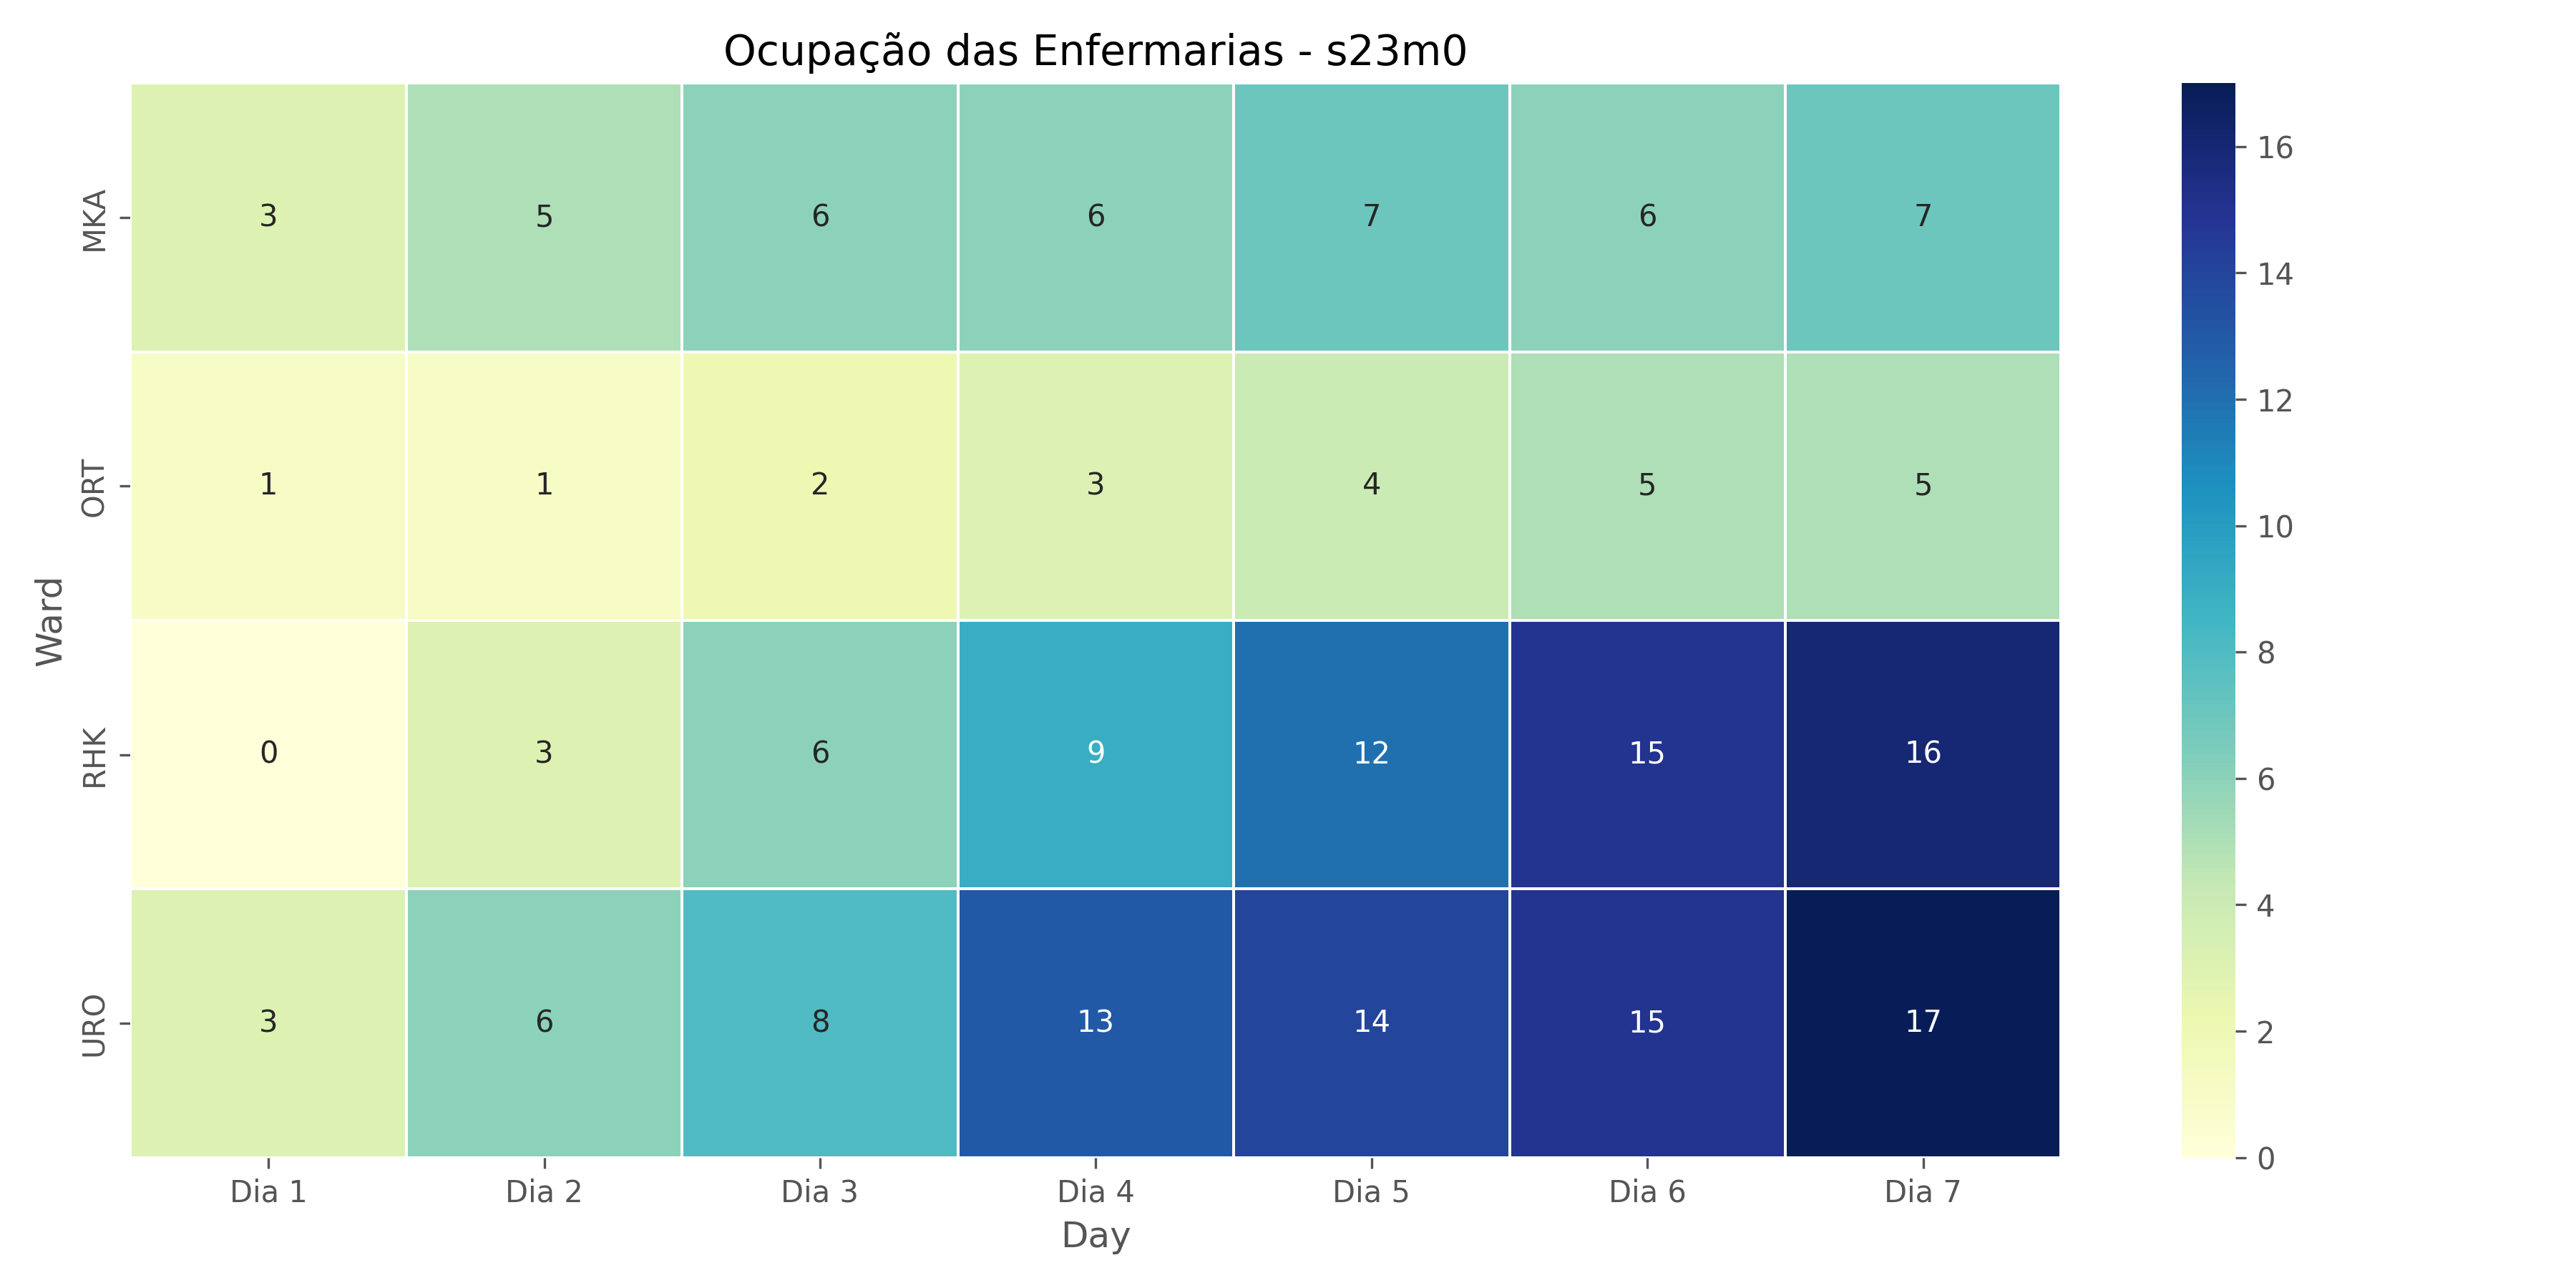 Ocupação das Enfermarias - s23m0
MKA 3 5 6 6 7 6 7
ORT 1 1 2 3 4 5 5
RHK 0 3 6 9 12 15 16
URO 3 6 8 13 14 15 17
Ward
Dia 1 Dia 2 Dia 3 Dia 4 Dia 5 Dia 6 Dia 7
Day
16
14
12
10
8
6
4
2
0